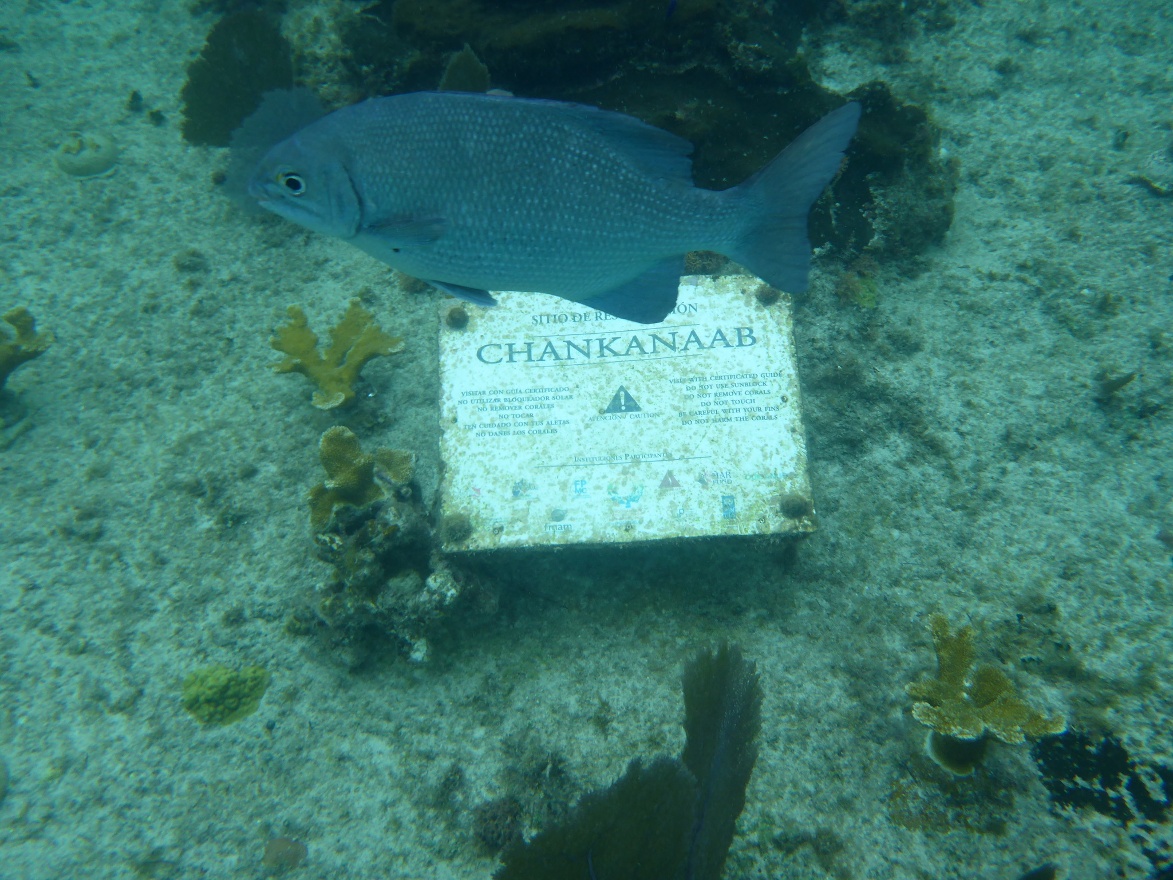 SITIO DE
CHANKANAAB
VISITAR CON GUÍA CERTIFICADO
NO UTILIZAR BLOQUEADOR SOLAR
NO REMOVER CORALES
NO TOCAR
TEN CUIDADO CON TUS ALETAS
NO DAÑES LOS CORALES
ATENCIÓN! CAUTION
VISIT WITH CERTIFICATED GUIDE
DO NOT USE SUNBLOCK
DO NOT REMOVE CORALS
DO NOT TOUCH
BE CAREFUL WITH YOUR FINS
DO NOT HARM THE CORALS
INSTITUCIONES PARTICIPANTES